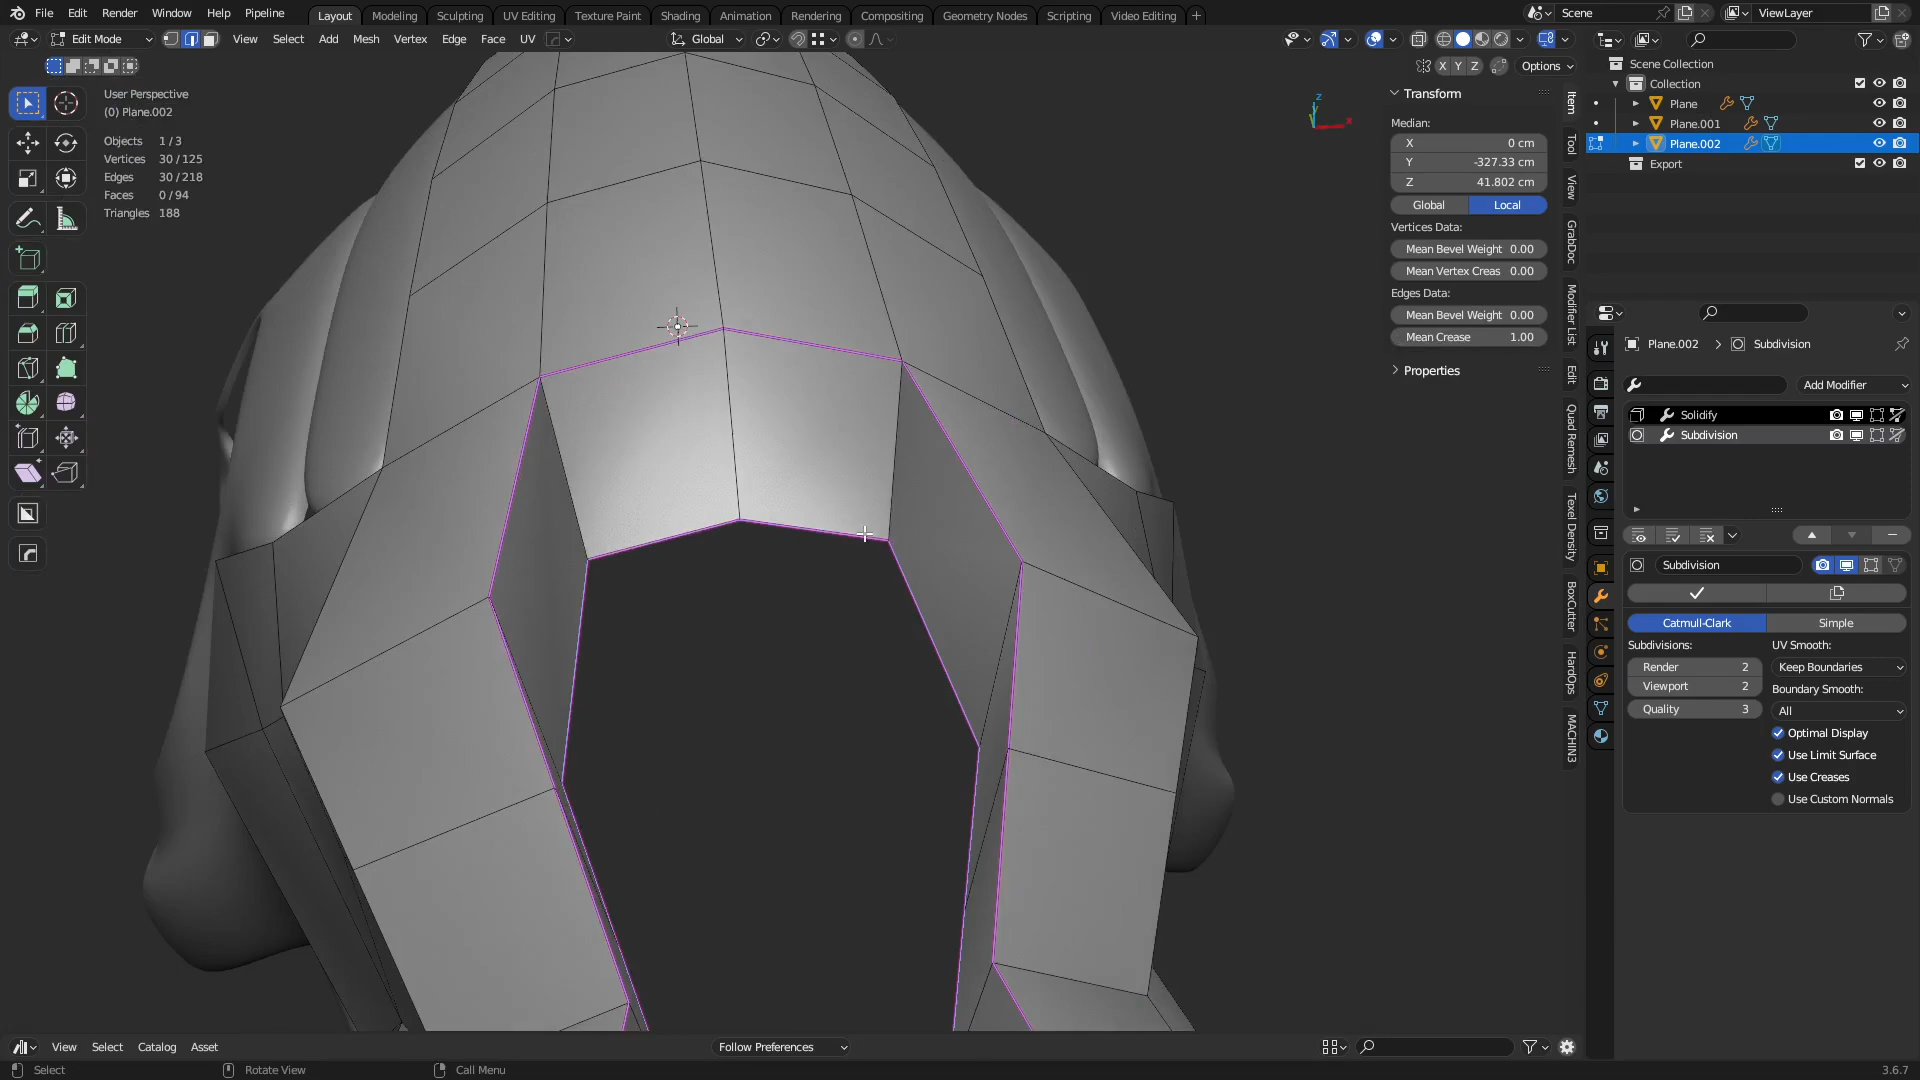 File Edit Render Window Help Pipeline Layout Modeling Sculpting UV Editing Texture Paint Shading Animation Rendering Compositing Geometry Nodes Scripting Video Editing + Scene ViewLayer
Edit Mode View Select Add Mesh Vertex Edge Face UV Global
X Y Z Options
User Perspective
(0) Plane.002
Objects 1 / 3
Vertices 30 / 125
Edges 30 / 218
Faces 0 / 94
Triangles 188
Z
X
Transform
Median:
X 0 cm
Y -327.33 cm
Z 41.802 cm
Global Local
Vertices Data:
Mean Bevel Weight 0.00
Mean Vertex Creas 0.00
Edges Data:
Mean Bevel Weight 0.00
Mean Crease 1.00
Properties
Item
Tool
View
GrabDoc
Modifier List
Edit
Quad Remesh
Texel Density
BoxCutter
HardOps
MACHIN3
Scene Collection
Collection
Plane
Plane.001
Plane.002
Export
Plane.002 > Subdivision
Add Modifier
Solidify
Subdivision
Subdivision
Catmull-Clark Simple
Subdivisions: UV Smooth:
Render 2 Keep Boundaries
Viewport 2 Boundary Smooth:
Quality 3 All
Optimal Display
Use Limit Surface
Use Creases
Use Custom Normals
View Select Catalog Asset Follow Preferences
Select Rotate View Call Menu 3.6.7